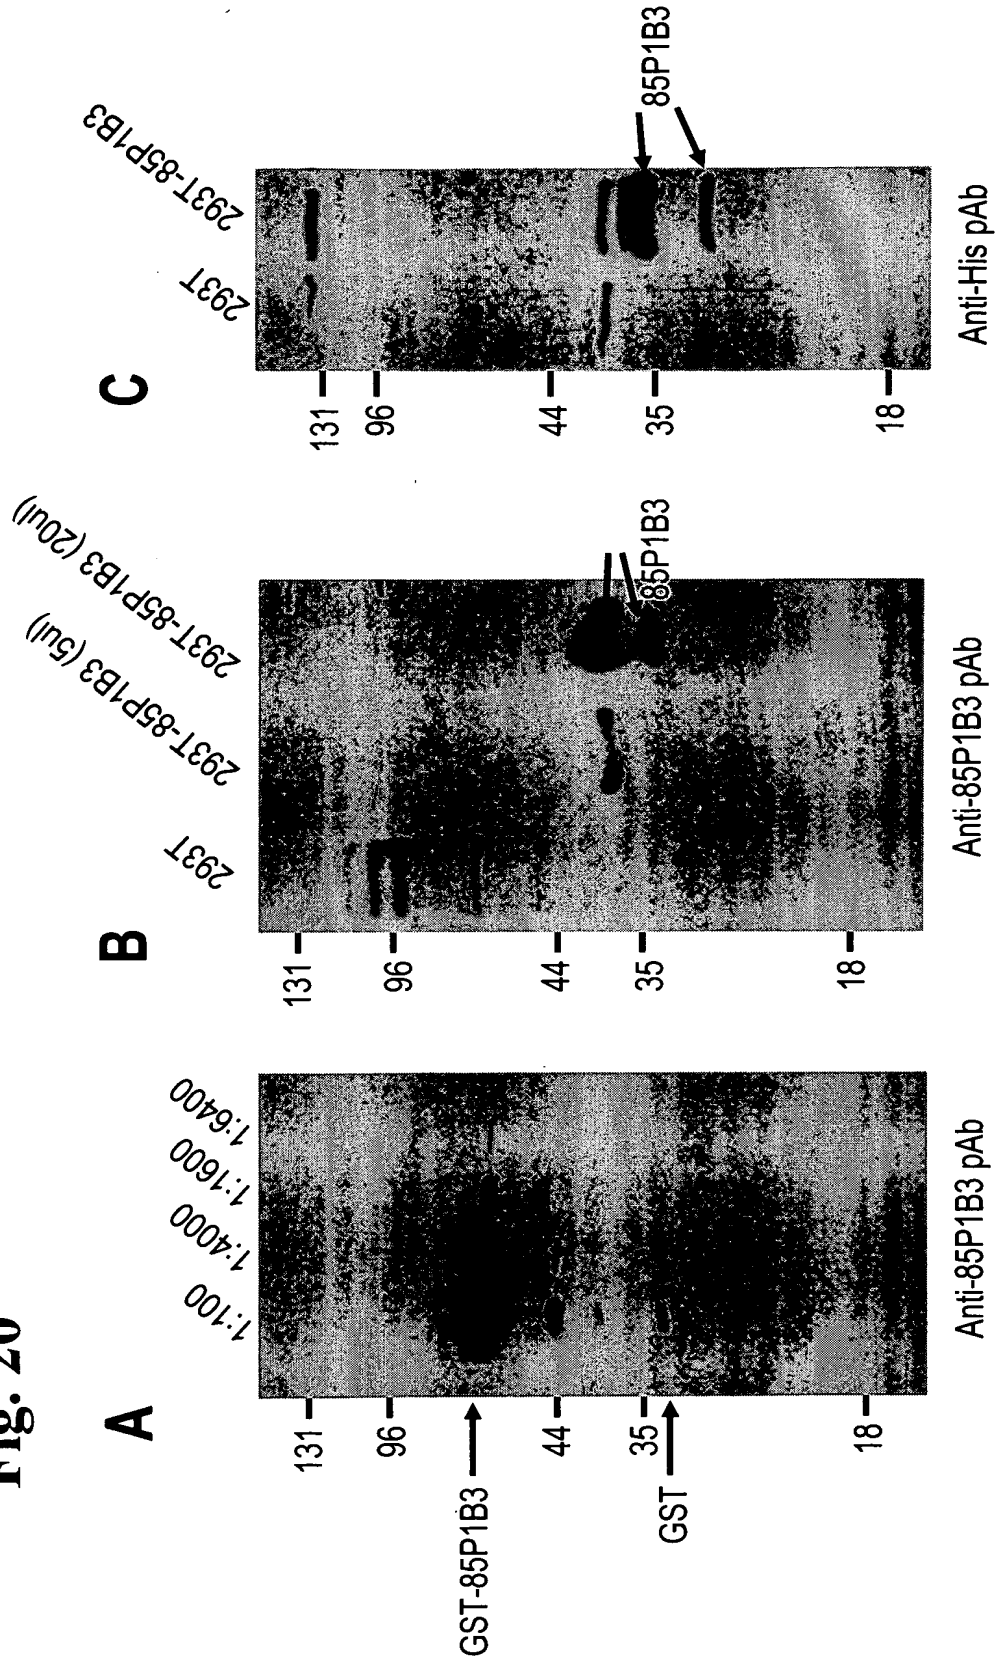 Fig. 20
A
1:100
1:4000
1:1600
1:6400
131
96
GST-85P1B3
44
35
GST
18
Anti-85P1B3 pAb
B
293T
293T-85P1B3 (5ul)
293T-85P1B3 (20ul)
131
96
44
35
18
85P1B3
Anti-85P1B3 pAb
C
293T
293T-85P1B3
131
96
44
35
18
85P1B3
Anti-His pAb